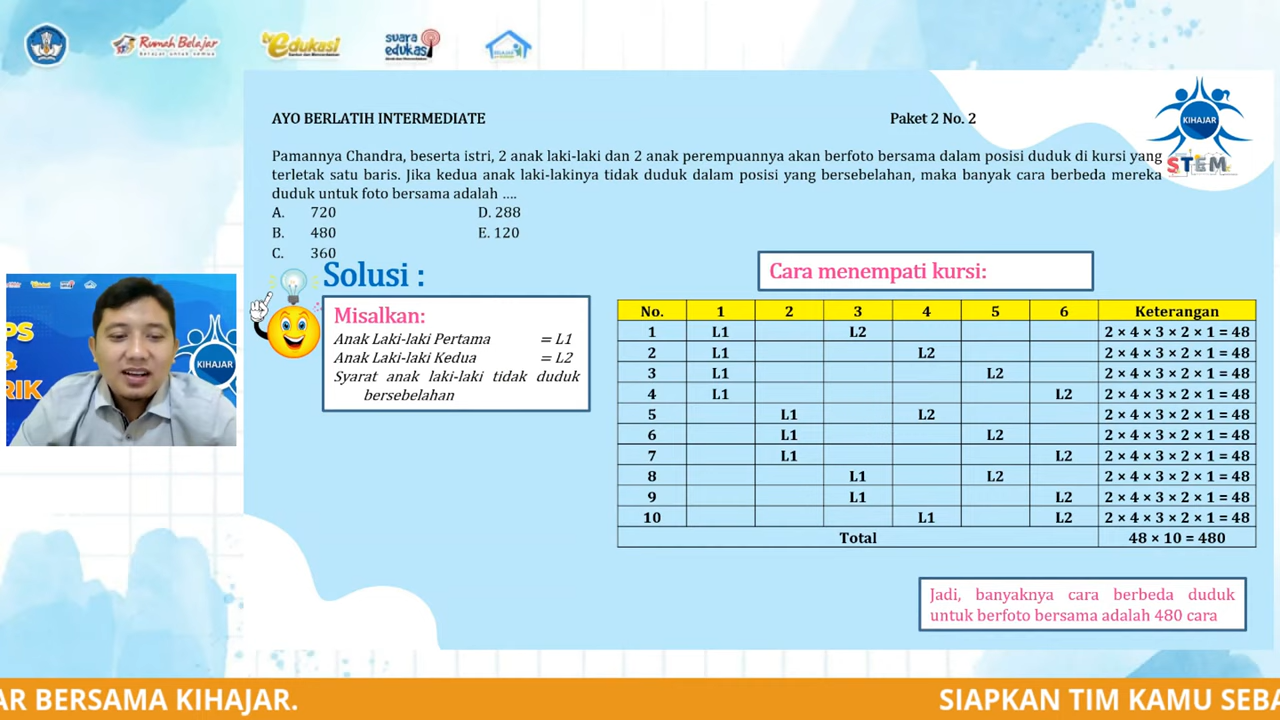 Rumah Belajar
tv edukasi
suara edukasi
AYO BERLATIH INTERMEDIATE
Paket 2 No. 2
KIHAJAR
STEM
Pamannya Chandra, beserta istri, 2 anak laki-laki dan 2 anak perempuannya akan berfoto bersama dalam posisi duduk di kursi yang
terletak satu baris. Jika kedua anak laki-lakinya tidak duduk dalam posisi yang bersebelahan, maka banyak cara berbeda mereka
duduk untuk foto bersama adalah ....
A. 720 D. 288
B. 480 E. 120
C. 360
Solusi :
Misalkan:
Anak Laki-laki Pertama = L1
Anak Laki-laki Kedua = L2
Syarat anak laki-laki tidak duduk
bersebelahan
Cara menempati kursi:
No. 1 2 3 4 5 6 Keterangan
1 L1 L2 2 × 4 × 3 × 2 × 1 = 48
2 L1 L2 2 × 4 × 3 × 2 × 1 = 48
3 L1 L2 2 × 4 × 3 × 2 × 1 = 48
4 L1 L2 2 × 4 × 3 × 2 × 1 = 48
5 L1 L2 2 × 4 × 3 × 2 × 1 = 48
6 L1 L2 2 × 4 × 3 × 2 × 1 = 48
7 L1 L2 2 × 4 × 3 × 2 × 1 = 48
8 L1 L2 2 × 4 × 3 × 2 × 1 = 48
9 L1 L2 2 × 4 × 3 × 2 × 1 = 48
10 L1 L2 2 × 4 × 3 × 2 × 1 = 48
Total 48 × 10 = 480
Jadi, banyaknya cara berbeda duduk
untuk berfoto bersama adalah 480 cara
PS
&
RIK
KIHAJAR
AR BERSAMA KIHAJAR.
SIAPKAN TIM KAMU SEBA